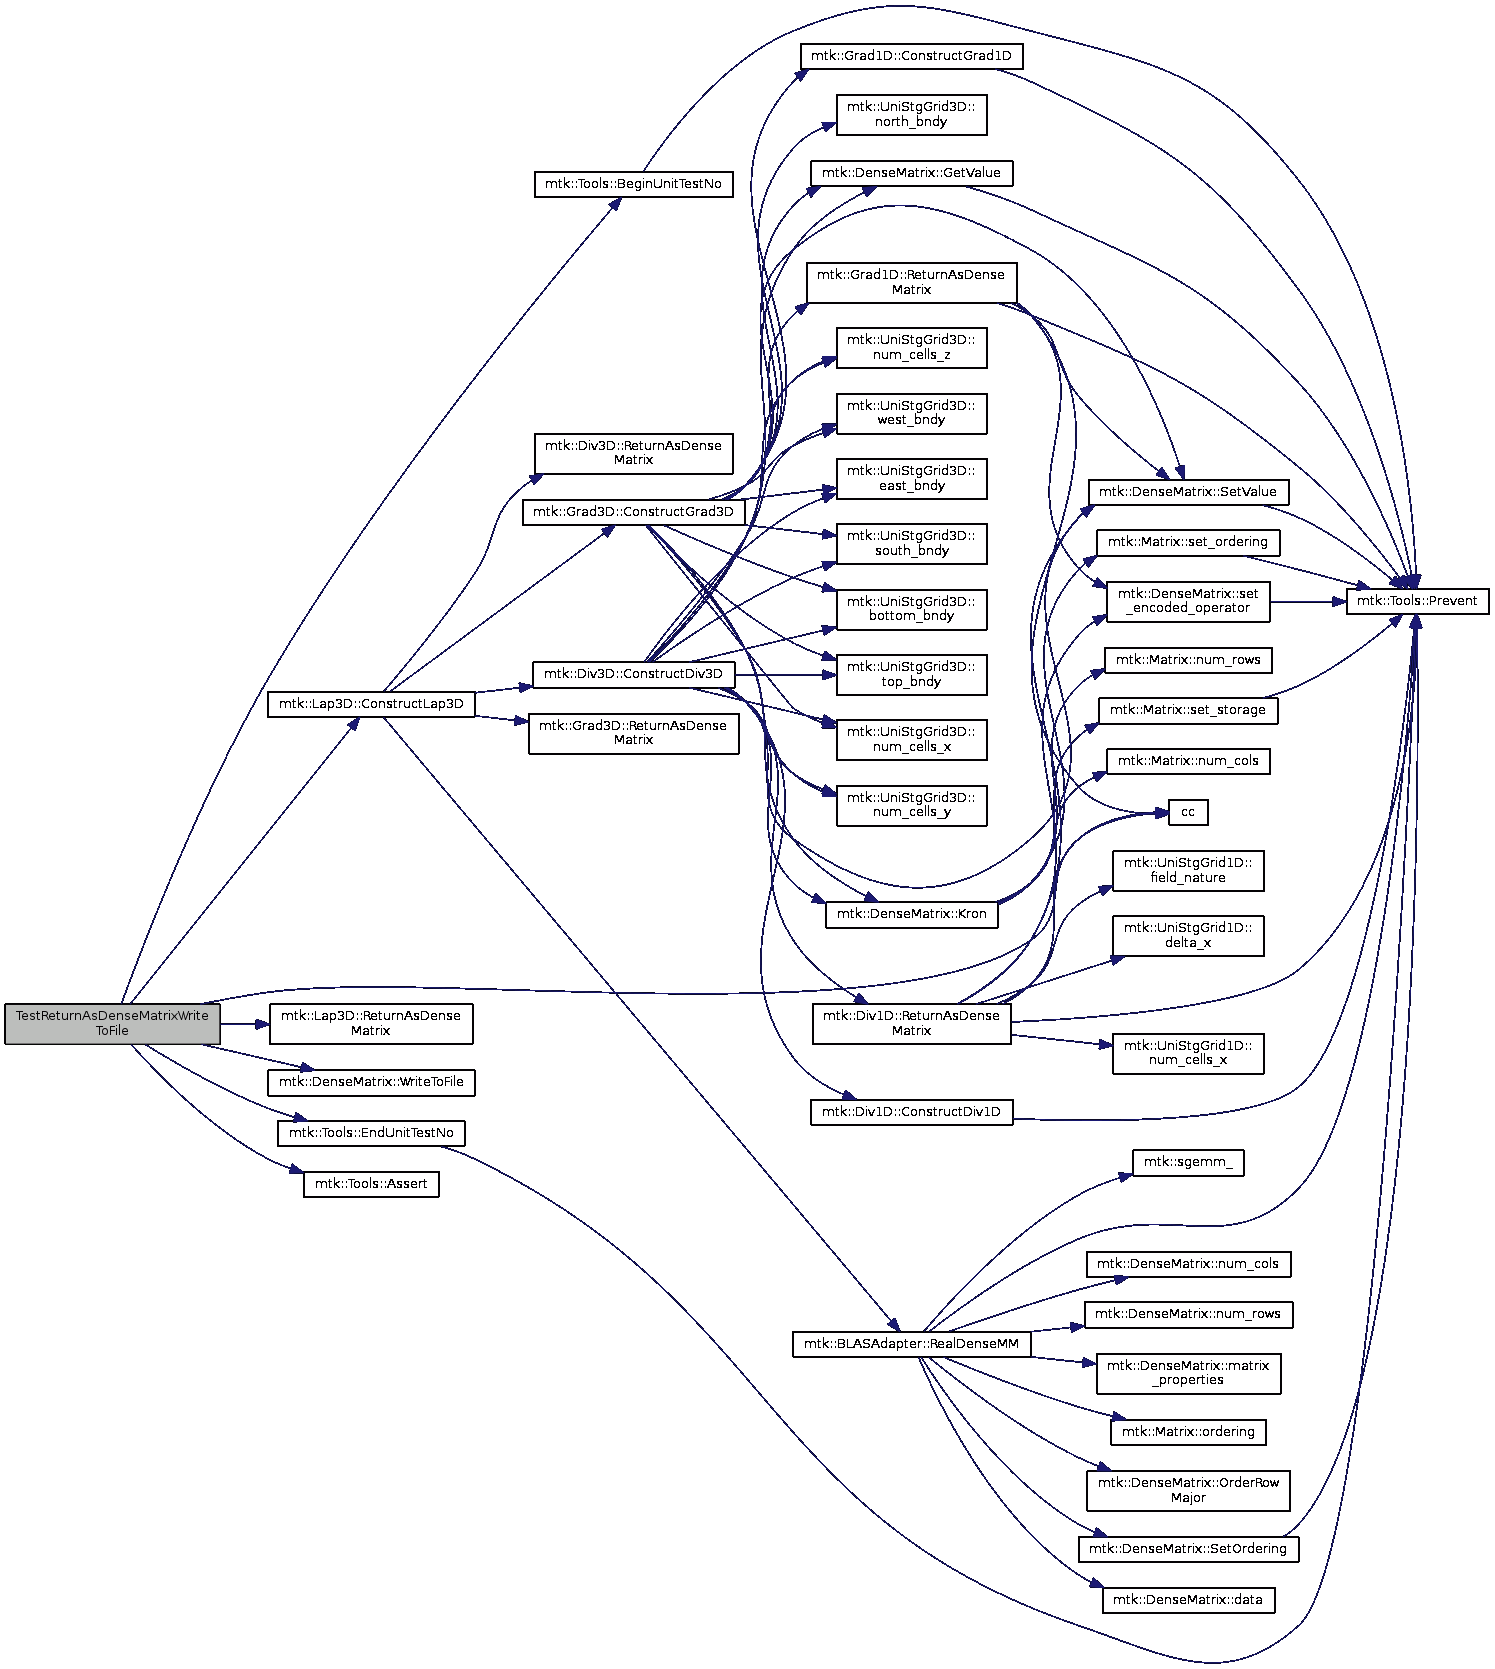 mtk::Grad1D::ConstructGrad1D
mtk::UniStgGrid3D::
north_bndy
mtk::DenseMatrix::GetValue
mtk::Tools::BeginUnitTestNo
mtk::Grad1D::ReturnAsDense
Matrix
mtk::UniStgGrid3D::
num_cells_z
mtk::UniStgGrid3D::
west_bndy
mtk::Div3D::ReturnAsDense
Matrix
mtk::UniStgGrid3D::
east_bndy
mtk::DenseMatrix::SetValue
mtk::Grad3D::ConstructGrad3D
mtk::UniStgGrid3D::
south_bndy
mtk::Matrix::set_ordering
mtk::UniStgGrid3D::
bottom_bndy
mtk::DenseMatrix::set
_encoded_operator
mtk::Tools::Prevent
mtk::Matrix::num_rows
mtk::Div3D::ConstructDiv3D
mtk::UniStgGrid3D::
top_bndy
mtk::Lap3D::ConstructLap3D
mtk::Matrix::set_storage
mtk::Grad3D::ReturnAsDense
Matrix
mtk::UniStgGrid3D::
num_cells_x
mtk::Matrix::num_cols
mtk::UniStgGrid3D::
num_cells_y
cc
mtk::UniStgGrid1D::
field_nature
mtk::DenseMatrix::Kron
mtk::UniStgGrid1D::
delta_x
TestReturnAsDenseMatrixWrite
ToFile
mtk::Lap3D::ReturnAsDense
Matrix
mtk::Div1D::ReturnAsDense
Matrix
mtk::UniStgGrid1D::
num_cells_x
mtk::DenseMatrix::WriteToFile
mtk::Div1D::ConstructDiv1D
mtk::Tools::EndUnitTestNo
mtk::sgemm_
mtk::Tools::Assert
mtk::DenseMatrix::num_cols
mtk::DenseMatrix::num_rows
mtk::BLASAdapter::RealDenseMM
mtk::DenseMatrix::matrix
_properties
mtk::Matrix::ordering
mtk::DenseMatrix::OrderRow
Major
mtk::DenseMatrix::SetOrdering
mtk::DenseMatrix::data